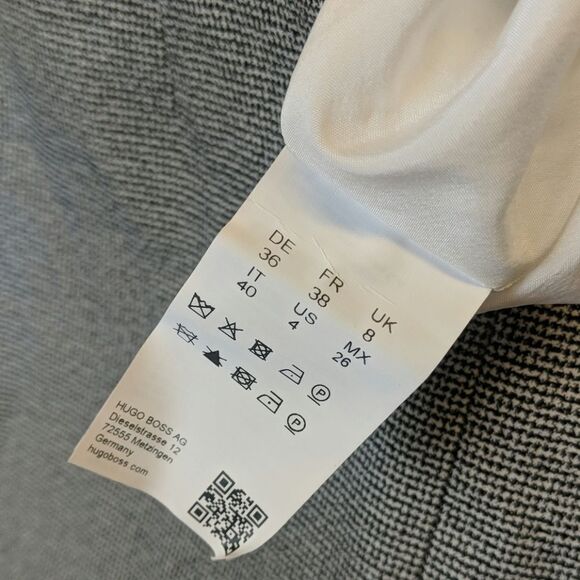 DE FR UK
36 38 8
IT US MX
40 4 26
P
P
HUGO BOSS AG
Dieselstrasse 12
72555 Metzingen
Germany
hugoboss.com